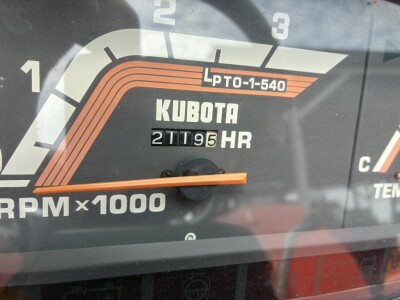 1 2 3
LPTO-1-540
KUBOTA
21195 HR
RPM x 1000
C
TEM